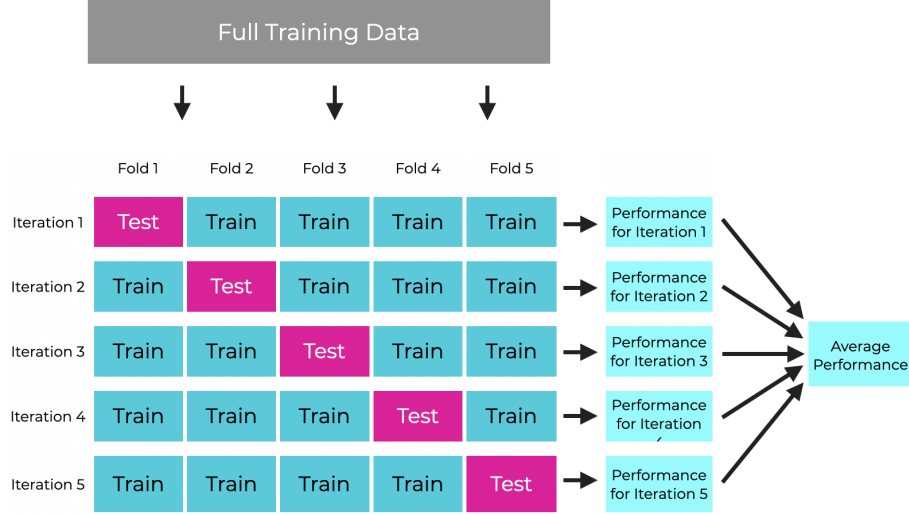 Full Training Data
Fold 1 Fold 2 Fold 3 Fold 4 Fold 5
Iteration 1 Test Train Train Train Train Performance
for Iteration 1
Iteration 2 Train Test Train Train Train Performance
for Iteration 2
Iteration 3 Train Train Test Train Train Performance
for Iteration 3
Average
Performance
Iteration 4 Train Train Train Test Train Performance
for Iteration
Iteration 5 Train Train Train Train Test Performance
for Iteration 5